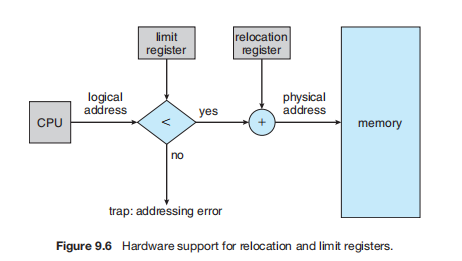 limit
register
relocation
register
logical
address
physical
address
CPU
<
yes
+
memory
no
trap: addressing error
Figure 9.6 Hardware support for relocation and limit registers.